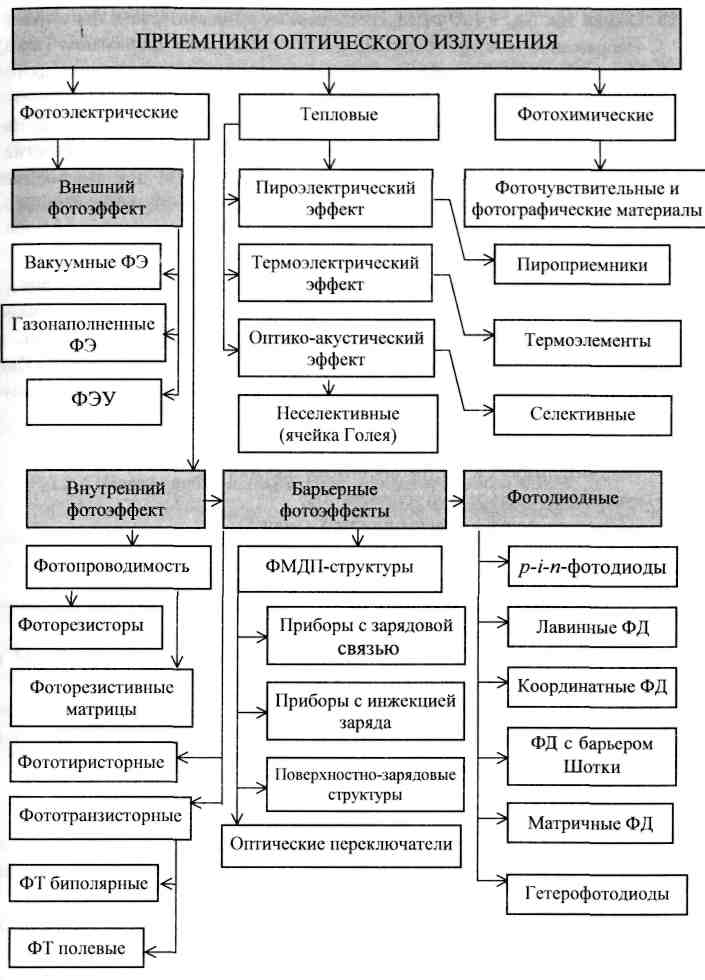 ПРИЕМНИКИ ОПТИЧЕСКОГО ИЗЛУЧЕНИЯ
Фотоэлектрические
Тепловые
Фотохимические
Внешний
фотоэффект
Пироэлектрический
эффект
Фоточувствительные и
фотографические материалы
Вакуумные ФЭ
Термоэлектрический
эффект
Пироприемники
Газонаполненные
ФЭ
Оптико-акустический
эффект
Термоэлементы
ФЭУ
Неселективные
(ячейка Голея)
Селективные
Внутренний
фотоэффект
Барьерные
фотоэффекты
Фотодиодные
Фотопроводимость
ФМДП-структуры
p-i-n-фотодиоды
Фоторезисторы
Приборы с зарядовой
связью
Лавинные ФД
Фоторезистивные
матрицы
Приборы с инжекцией
заряда
Координатные ФД
Фототиристорные
Поверхностно-зарядовые
структуры
ФД с барьером
Шотки
Фототранзисторные
Оптические переключатели
Матричные ФД
ФТ биполярные
Гетерофотодиоды
ФТ полевые